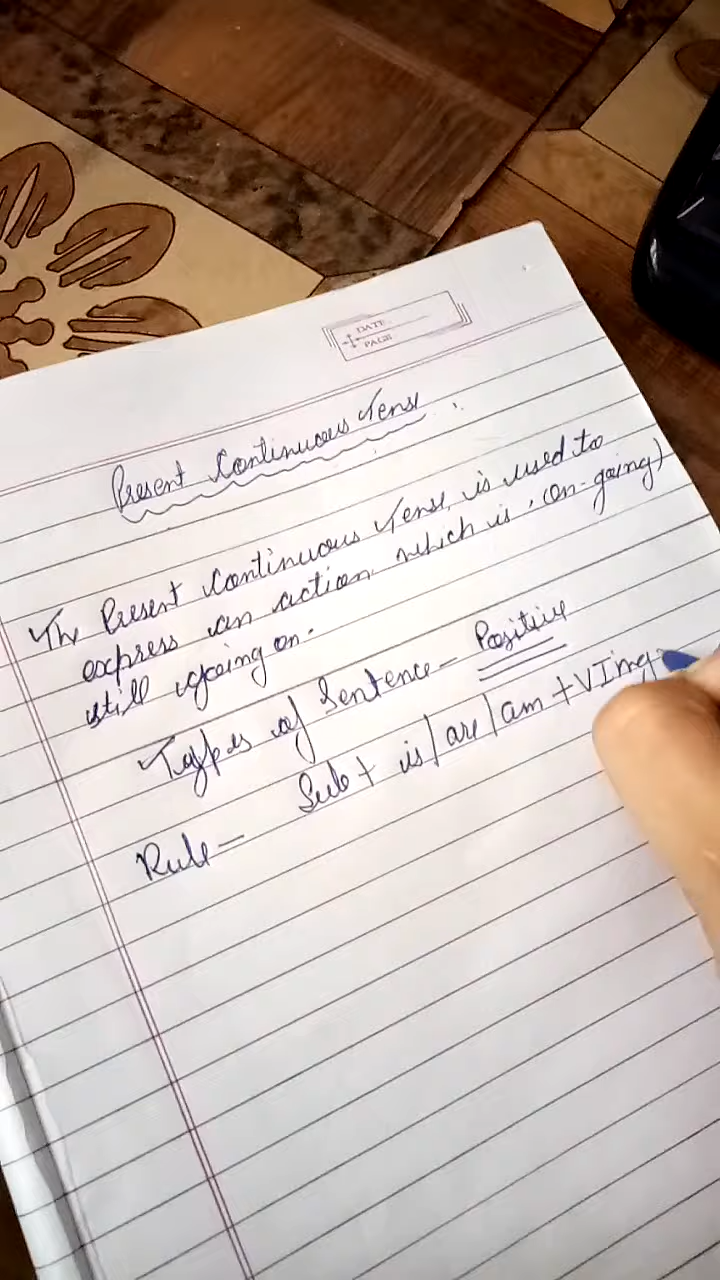 DATE
PAGE
Present Continuous Tense
The Present Continuous Tense is used to
express an action which is (on-going)
still going on.
Types of Sentence - Positive
Rule = Sub + is/are/am + VIing